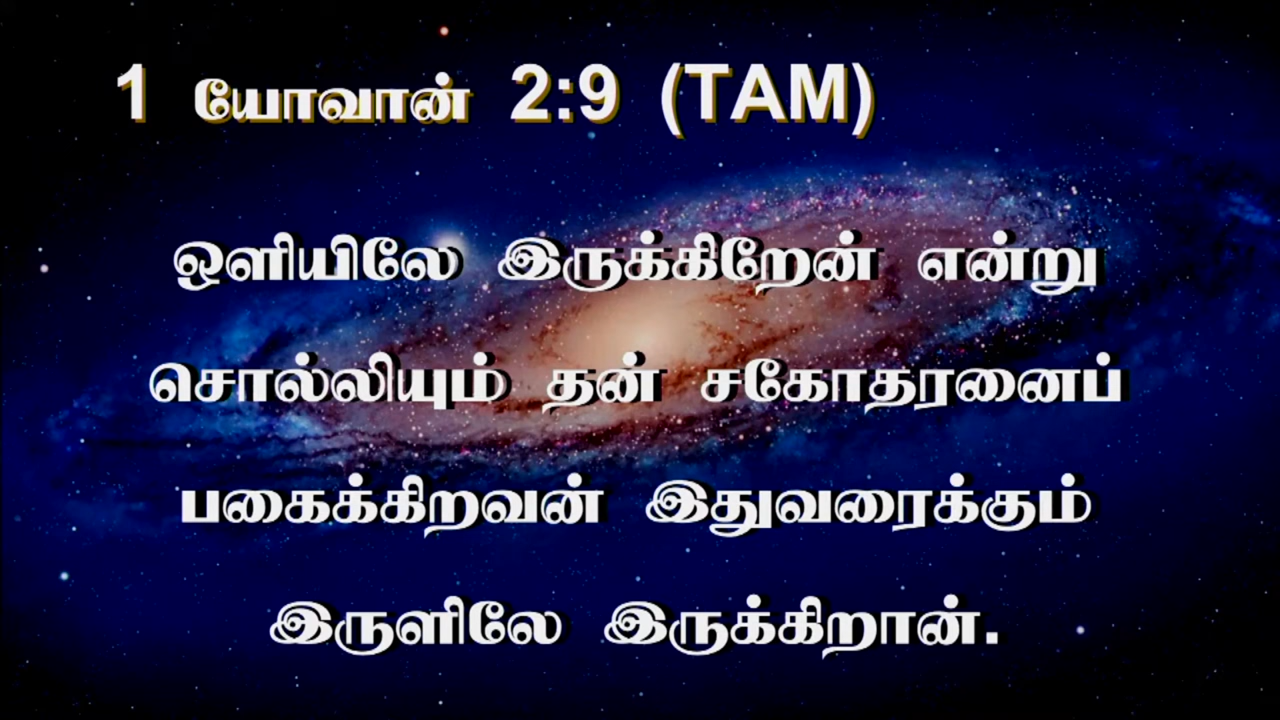 1 யோவான் 2:9 (TAM)
ஒளியிலே இருக்கிறேன் என்று
சொல்லியும் தன் சகோதரனைப்
பகைக்கிறவன் இதுவரைக்கும்
இருளிலே இருக்கிறான்.